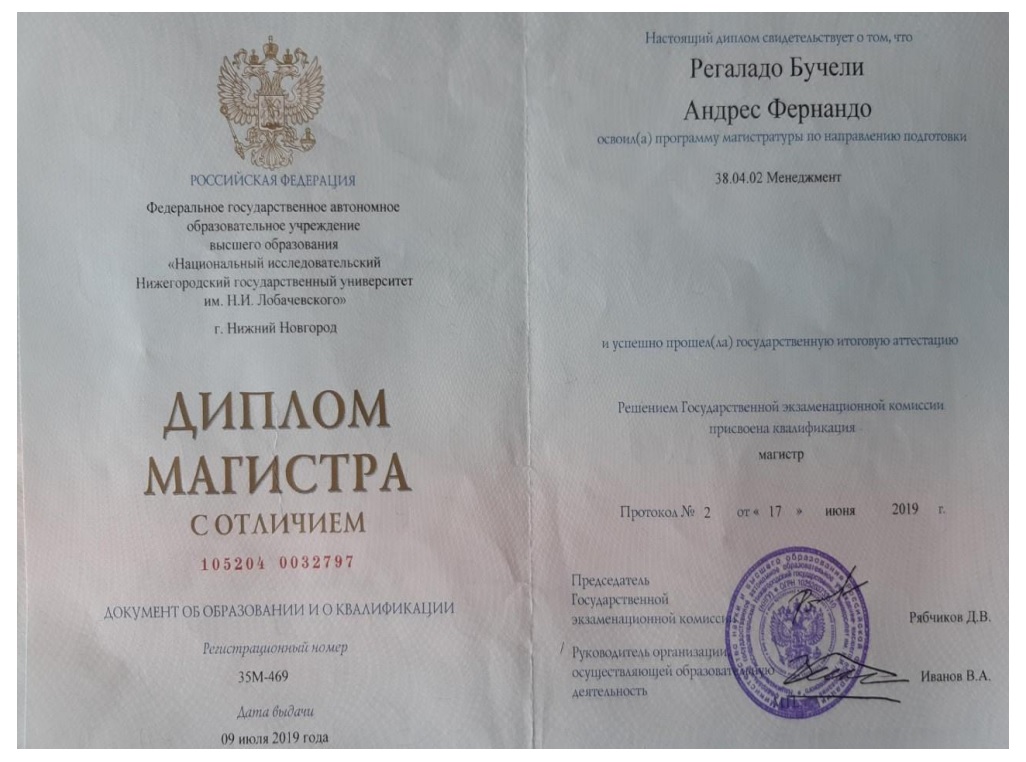 РОССИЙСКАЯ ФЕДЕРАЦИЯ
Федеральное государственное автономное
образовательное учреждение
высшего образования
«Национальный исследовательский
Нижегородский государственный университет
им. Н.И. Лобачевского»
г. Нижний Новгород
ДИПЛОМ
МАГИСТРА
С ОТЛИЧИЕМ
105204 0032797
ДОКУМЕНТ ОБ ОБРАЗОВАНИИ И О КВАЛИФИКАЦИИ
Регистрационный номер
35М-469
Дата выдачи
09 июля 2019 года
Настоящий диплом свидетельствует о том, что
Регаладо Бучели
Андрес Фернандо
освоил(а) программу магистратуры по направлению подготовки
38.04.02 Менеджмент
и успешно прошел(ла) государственную итоговую аттестацию
Решением Государственной экзаменационной комиссии
присвоена квалификация
магистр
Протокол № 2 от « 17 » июня 2019 г.
Председатель
Государственной
экзаменационной комиссии
Рябчиков Д.В.
/ Руководитель организации,
осуществляющей образовательную
деятельность
Иванов В.А.
М.П.